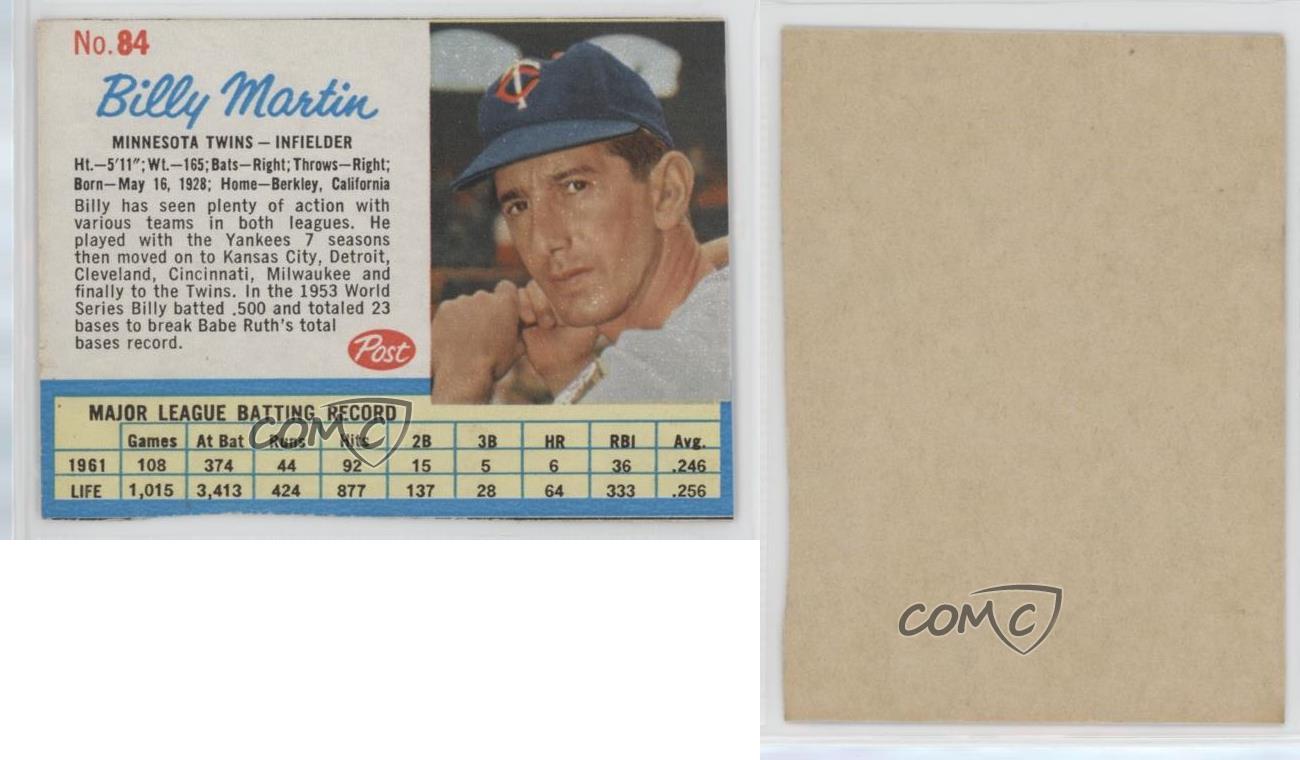 No. 84
Billy Martin
MINNESOTA TWINS — INFIELDER
Ht.—5'11"; Wt.—165; Bats—Right; Throws—Right;
Born—May 16, 1928; Home—Berkley, California
Billy has seen plenty of action with
various teams in both leagues. He
played with the Yankees 7 seasons
then moved on to Kansas City, Detroit,
Cleveland, Cincinnati, Milwaukee and
finally to the Twins. In the 1953 World
Series Billy batted .500 and totaled 23
bases to break Babe Ruth's total
bases record.
Post
TC
MAJOR LEAGUE BATTING RECORD
Games At Bat Runs Hits 2B 3B HR RBI Avg.
1961 108 374 44 92 15 5 6 36 .246
LIFE 1,015 3,413 424 877 137 28 64 333 .256
COMC
COMC